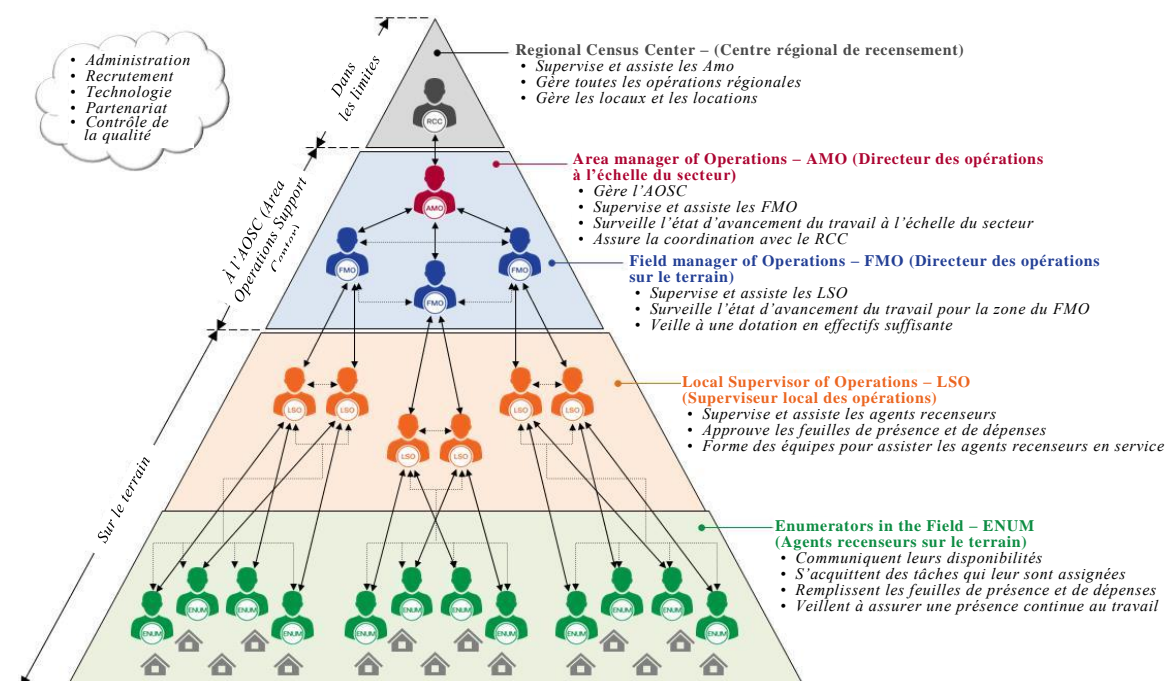 • Administration
• Recrutement
• Technologie
• Partenariat
• Contrôle de
la qualité
Dans
les limites
RCC
Regional Census Center – (Centre régional de recensement)
• Supervise et assiste les Amo
• Gère toutes les opérations régionales
• Gère les locaux et les locations
À l'AOSC (Area
Operations Support
AMO
FMO
FMO
FMO
Area manager of Operations – AMO (Directeur des opérations
à l'échelle du secteur)
• Gère l'AOSC
• Supervise et assiste les FMO
• Surveille l'état d'avancement du travail à l'échelle du secteur
• Assure la coordination avec le RCC
Field manager of Operations – FMO (Directeur des opérations
sur le terrain)
• Supervise et assiste les LSO
• Surveille l'état d'avancement du travail pour la zone du FMO
• Veille à une dotation en effectifs suffisante
Sur le terrain
LSO
LSO
LSO
LSO
LSO
LSO
Local Supervisor of Operations – LSO
(Superviseur local des opérations)
• Supervise et assiste les agents recenseurs
• Approuve les feuilles de présence et de dépenses
• Forme des équipes pour assister les agents recenseurs en service
Enumerators in the Field – ENUM
(Agents recenseurs sur le terrain)
• Communiquent leurs disponibilités
• S'acquittent des tâches qui leur sont assignées
• Remplissent les feuilles de présence et de dépenses
• Veillent à assurer une présence continue au travail
ENUM
ENUM
ENUM
ENUM
ENUM
ENUM
ENUM
ENUM
ENUM
ENUM
ENUM
ENUM